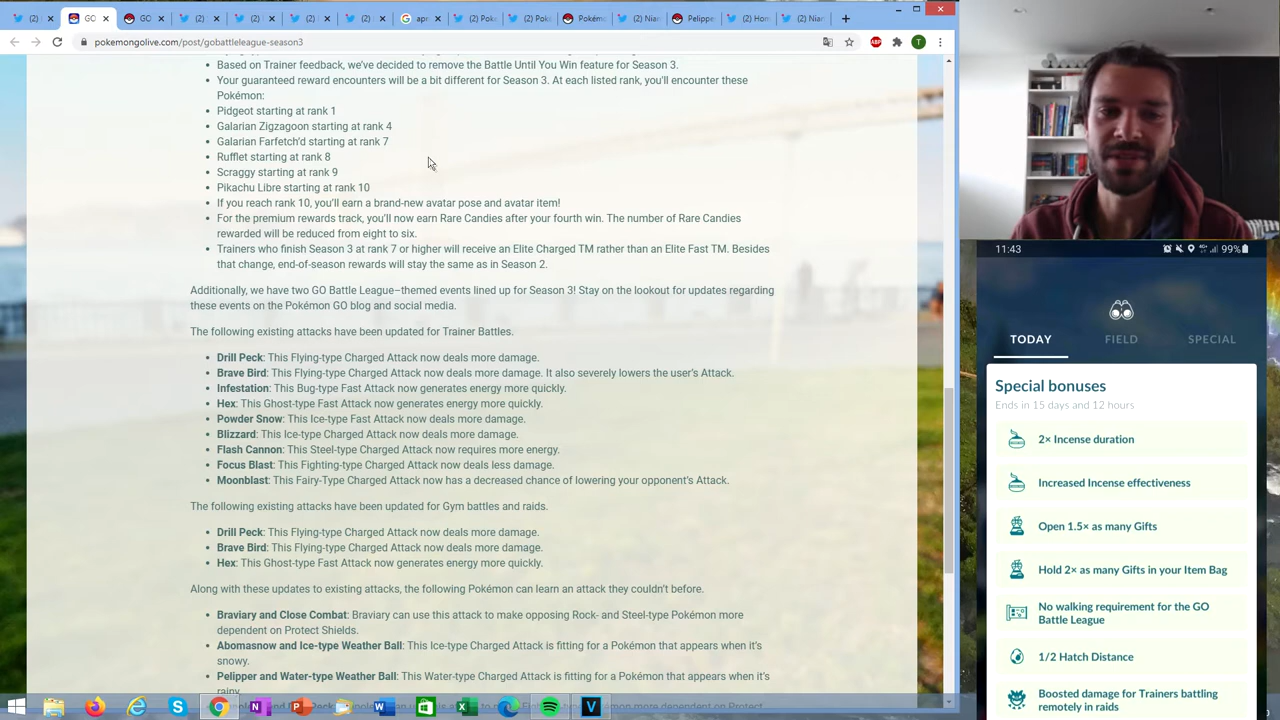 (2)
GO
(2)
(2)
G apr
(2) Poke
(2) Poke
Pokémo
(2) Nian
Pelippe
(2) Hom
(2) Nian
pokemongolive.com/post/gobattleleague-season3
ABP
T
• Based on Trainer feedback, we've decided to remove the Battle Until You Win feature for Season 3.
• Your guaranteed reward encounters will be a bit different for Season 3. At each listed rank, you'll encounter these
Pokémon:
• Pidgeot starting at rank 1
• Galarian Zigzagoon starting at rank 4
• Galarian Farfetch'd starting at rank 7
• Rufflet starting at rank 8
• Scraggy starting at rank 9
• Pikachu Libre starting at rank 10
• If you reach rank 10, you'll earn a brand-new avatar pose and avatar item!
• For the premium rewards track, you'll now earn Rare Candies after your fourth win. The number of Rare Candies
rewarded will be reduced from eight to six.
• Trainers who finish Season 3 at rank 7 or higher will receive an Elite Charged TM rather than an Elite Fast TM. Besides
that change, end-of-season rewards will stay the same as in Season 2.
Additionally, we have two GO Battle League–themed events lined up for Season 3! Stay on the lookout for updates regarding
these events on the Pokémon GO blog and social media.
The following existing attacks have been updated for Trainer Battles.
• Drill Peck: This Flying-type Charged Attack now deals more damage.
• Brave Bird: This Flying-type Charged Attack now deals more damage. It also severely lowers the user's Attack.
• Infestation: This Bug-type Fast Attack now generates energy more quickly.
• Hex: This Ghost-type Fast Attack now generates energy more quickly.
• Powder Snow: This Ice-type Fast Attack now deals more damage.
• Blizzard: This Ice-type Charged Attack now deals more damage.
• Flash Cannon: This Steel-type Charged Attack now requires more energy.
• Focus Blast: This Fighting-type Charged Attack now deals less damage.
• Moonblast: This Fairy-Type Charged Attack now has a decreased chance of lowering your opponent's Attack.
The following existing attacks have been updated for Gym battles and raids.
• Drill Peck: This Flying-type Charged Attack now deals more damage.
• Brave Bird: This Flying-type Charged Attack now deals more damage.
• Hex: This Ghost-type Fast Attack now generates energy more quickly.
Along with these updates to existing attacks, the following Pokémon can learn an attack they couldn't before.
• Braviary and Close Combat: Braviary can use this attack to make opposing Rock- and Steel-type Pokémon more
dependent on Protect Shields.
• Abomasnow and Ice-type Weather Ball: This Ice-type Charged Attack is fitting for a Pokémon that appears when it's
snowy.
• Pelipper and Water-type Weather Ball: This Water-type Charged Attack is fitting for a Pokémon that appears when it's
rainy.
11:43
99%
TODAY
FIELD
SPECIAL
Special bonuses
Ends in 15 days and 12 hours
2× Incense duration
Increased Incense effectiveness
Open 1.5× as many Gifts
Hold 2× as many Gifts in your Item Bag
No walking requirement for the GO
Battle League
1/2 Hatch Distance
Boosted damage for Trainers battling
remotely in raids